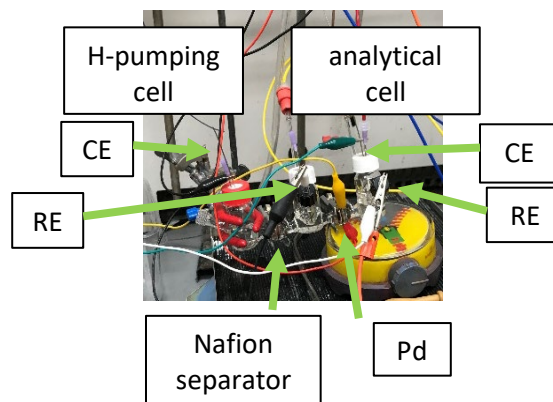 H-pumping
cell
analytical
cell
CE
CE
RE
RE
Nafion
separator
Pd